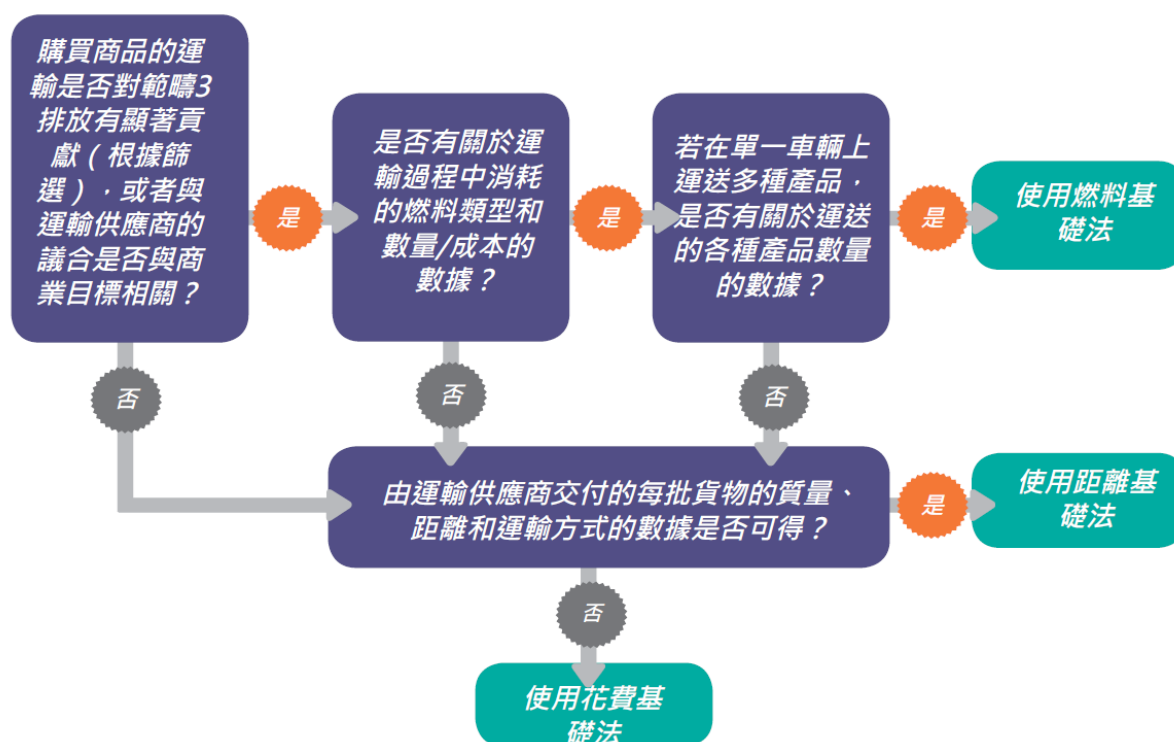 購買商品的運
輸是否對範疇3
排放有顯著貢
獻（根據篩
選），或者與
運輸供應商的
議合是否與商
業目標相關？
是
是否有關於運
輸過程中消耗
的燃料類型和
數量/成本的
數據？
是
若在單一車輛上
運送多種產品，
是否有關於運送
的各種產品數量
的數據？
是
使用燃料基
礎法
否
否
否
由運輸供應商交付的每批貨物的質量、
距離和運輸方式的數據是否可得？
是
使用距離基
礎法
否
使用花費基
礎法